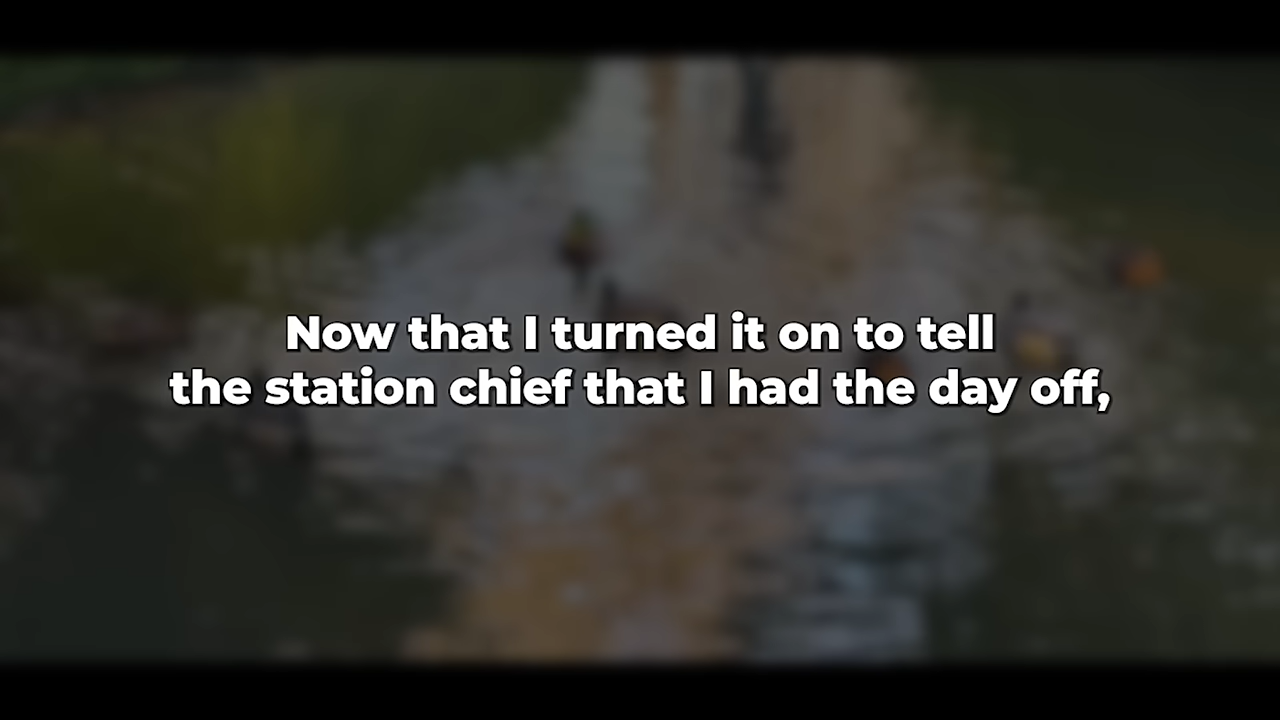 Now that I turned it on to tell
the station chief that I had the day off,